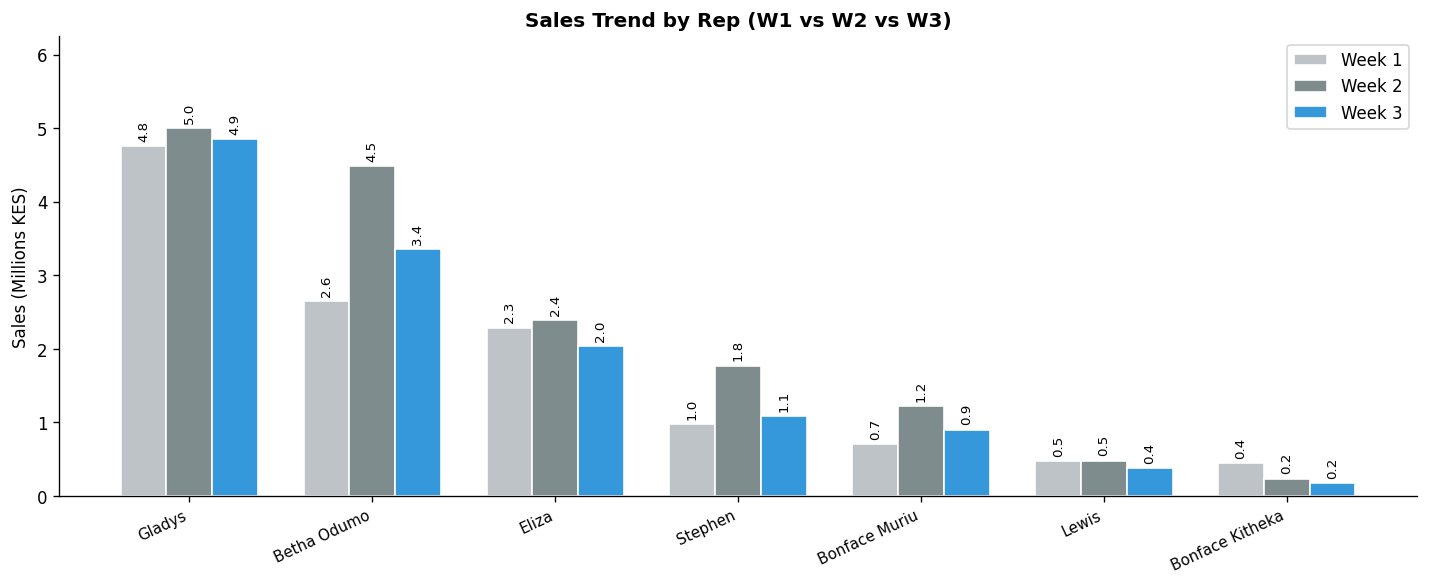 Sales Trend by Rep (W1 vs W2 vs W3)
Week 1
Week 2
Week 3
Sales (Millions KES)
6
5
4
3
2
1
0
4.8
5.0
4.9
2.6
4.5
3.4
2.3
2.4
2.0
1.0
1.8
1.1
0.7
1.2
0.9
0.5
0.5
0.4
0.4
0.2
0.2
Gladys
Betha Odumo
Eliza
Stephen
Bonface Muriu
Lewis
Bonface Kitheka